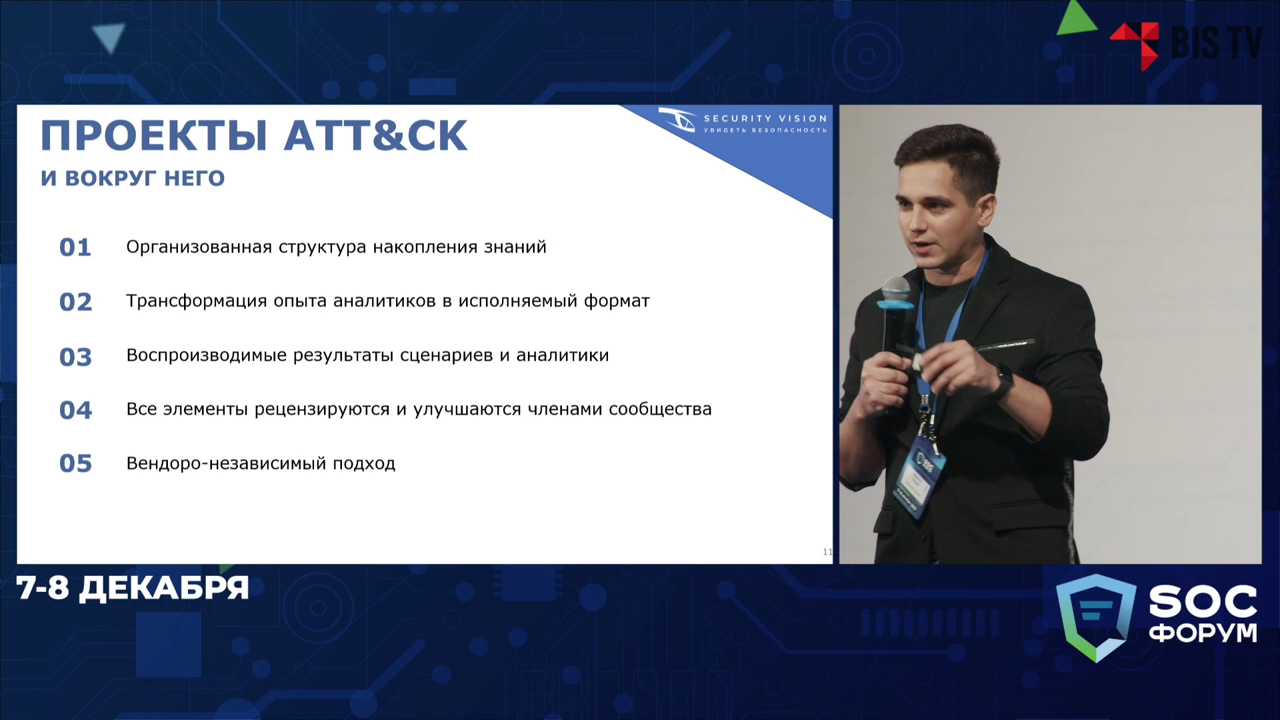 BIS TV
ПРОЕКТЫ ATT&CK
И ВОКРУГ НЕГО
SECURITY VISION
УВИДЕТЬ БЕЗОПАСНОСТЬ
01 Организованная структура накопления знаний
02 Трансформация опыта аналитиков в исполняемый формат
03 Воспроизводимые результаты сценариев и аналитики
04 Все элементы рецензируются и улучшаются членами сообщества
05 Вендоро-независимый подход
11
7-8 ДЕКАБРЯ
SOC
ФОРУМ